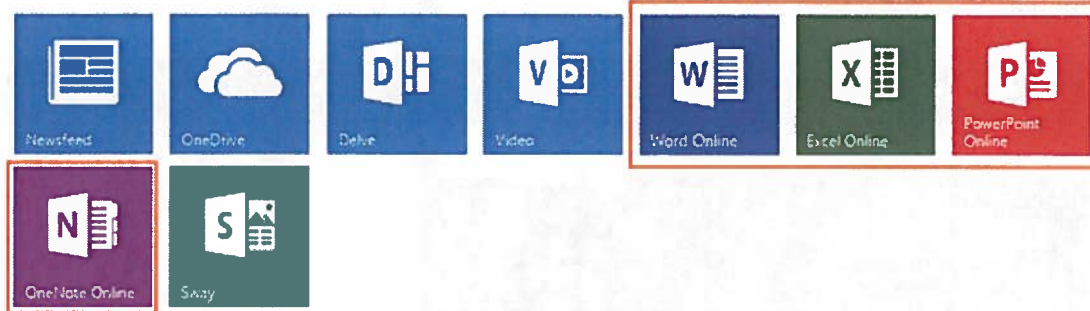 Newsfeed
OneDrive
Delve
Video
Word Online
Excel Online
PowerPoint
Online
OneNote Online
Sway